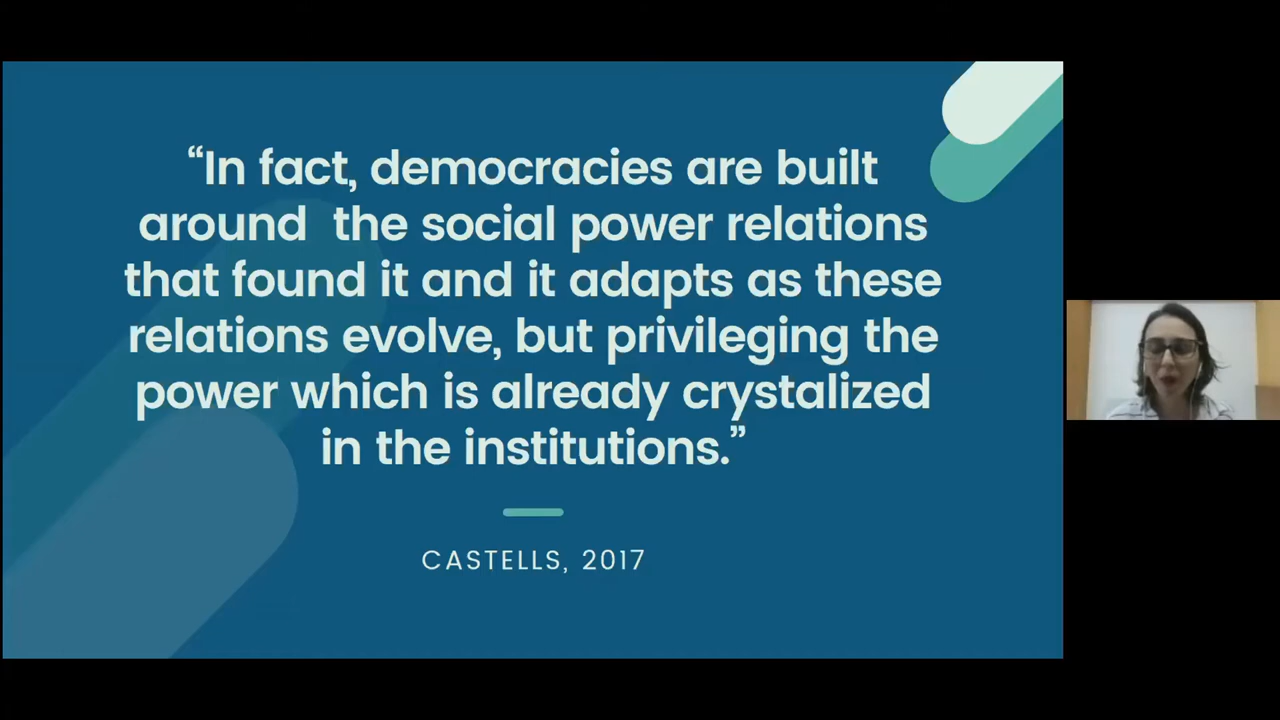 “In fact, democracies are built
around the social power relations
that found it and it adapts as these
relations evolve, but privileging the
power which is already crystalized
in the institutions.”
CASTELLS, 2017